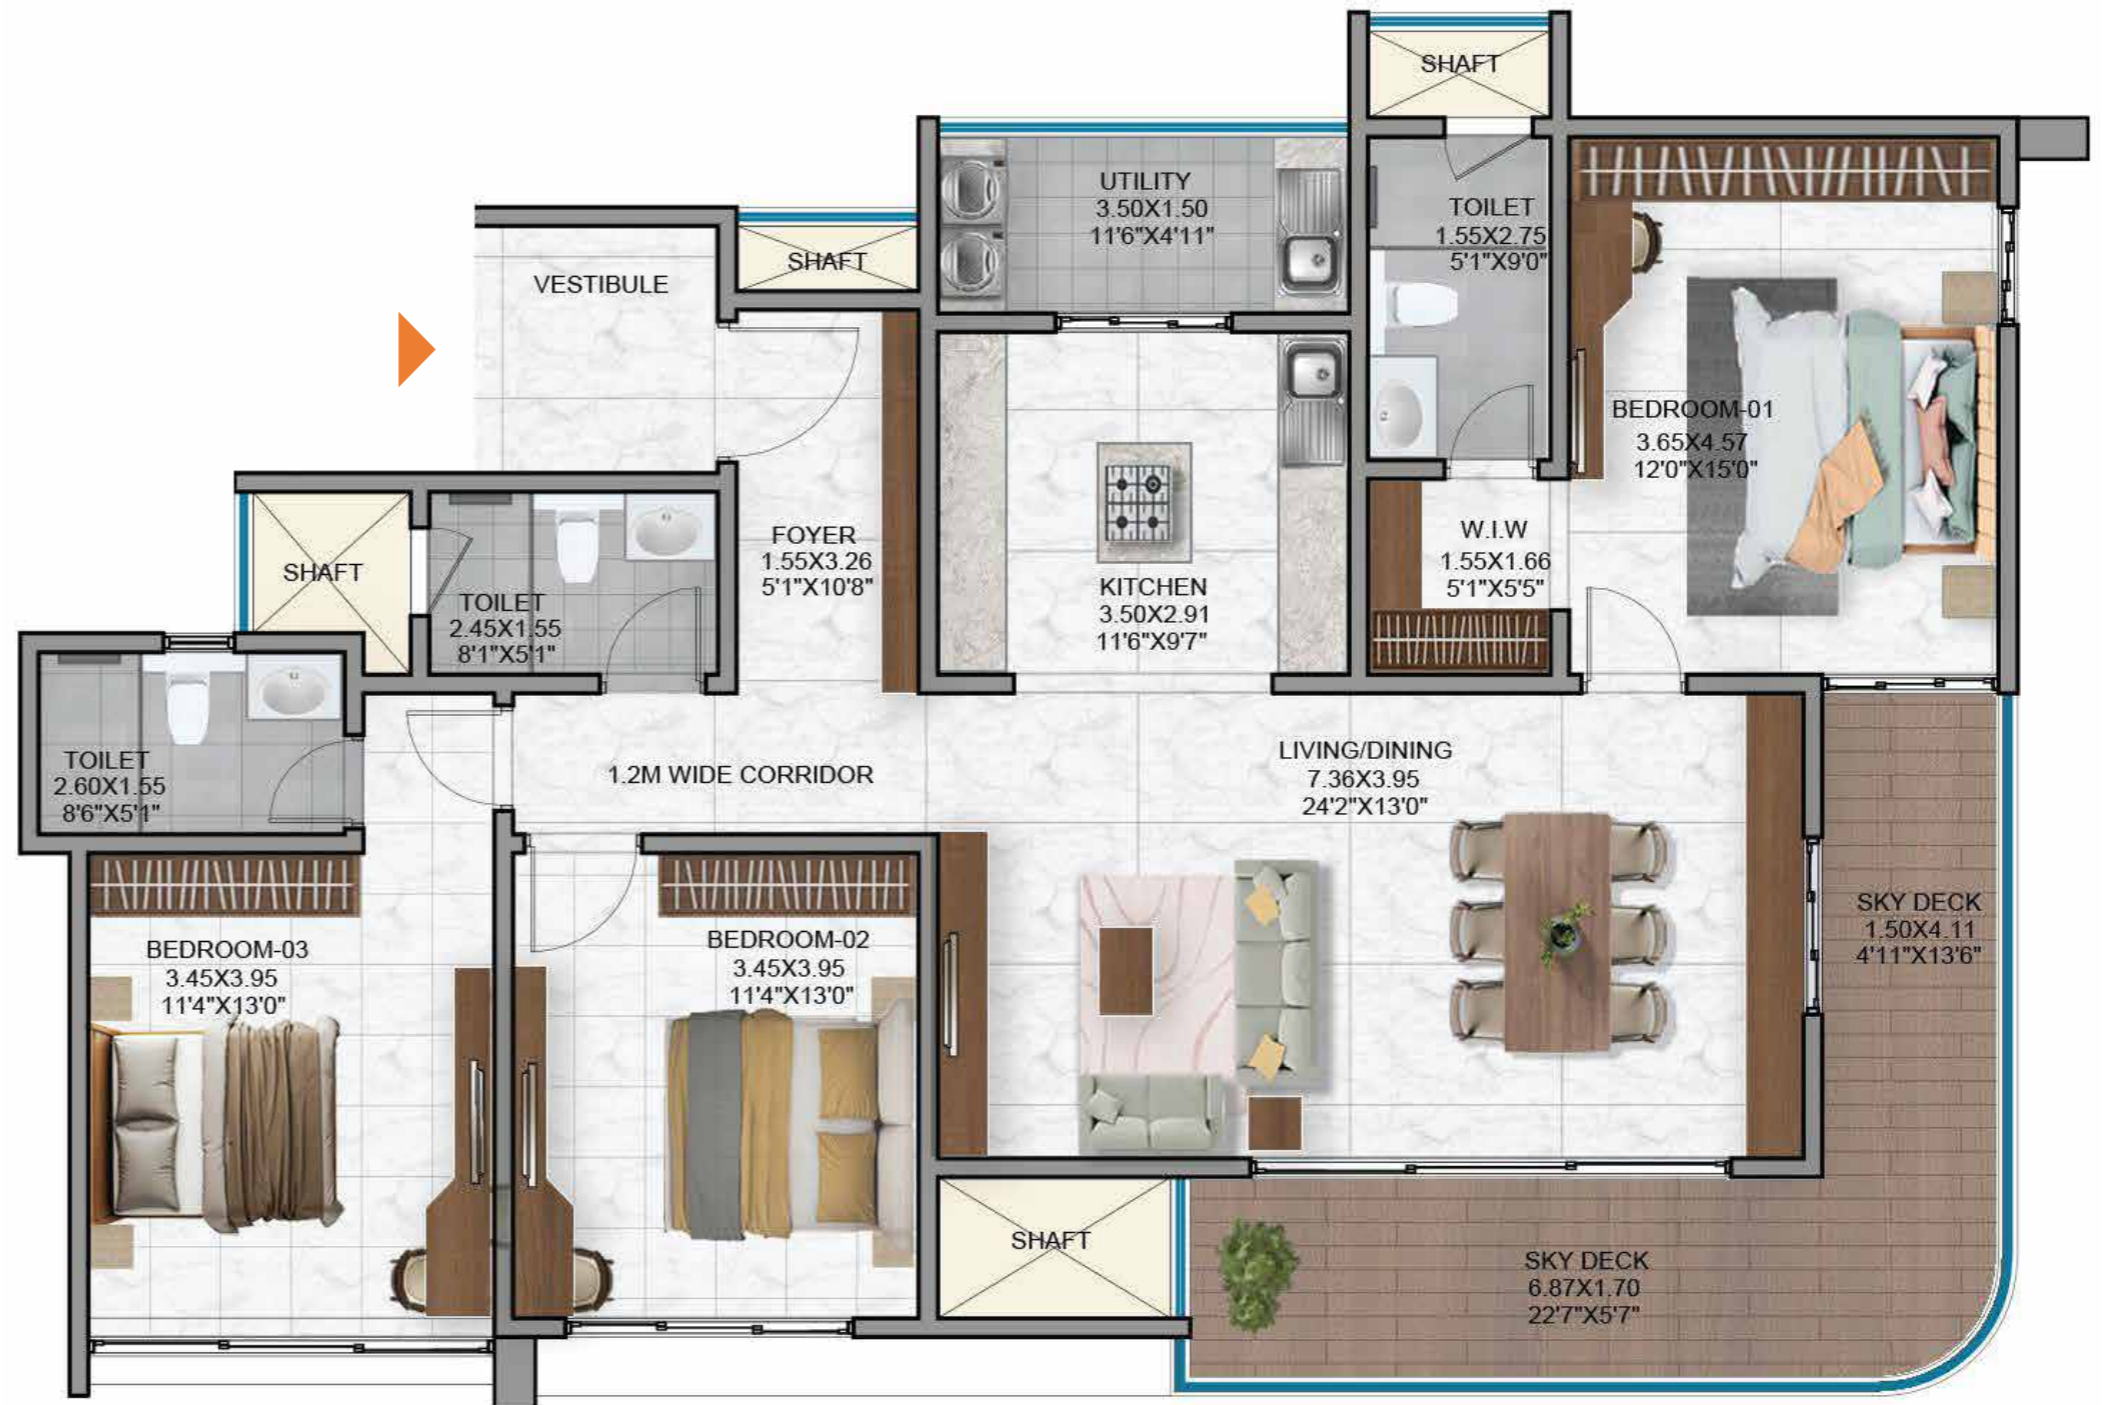 SHAFT
UTILITY
3.50X1.50
11'6"X4'11"
TOILET
1.55X2.75
5'1"X9'0"
SHAFT
VESTIBULE
BEDROOM-01
3.65X4.57
12'0"X15'0"
FOYER
1.55X3.26
5'1"X10'8"
W.I.W
1.55X1.66
5'1"X5'5"
SHAFT
TOILET
2.45X1.55
8'1"X5'1"
KITCHEN
3.50X2.91
11'6"X9'7"
TOILET
2.60X1.55
8'6"X5'1"
1.2M WIDE CORRIDOR
LIVING/DINING
7.36X3.95
24'2"X13'0"
SKY DECK
1.50X4.11
4'11"X13'6"
BEDROOM-03
3.45X3.95
11'4"X13'0"
BEDROOM-02
3.45X3.95
11'4"X13'0"
SHAFT
SKY DECK
6.87X1.70
22'7"X5'7"